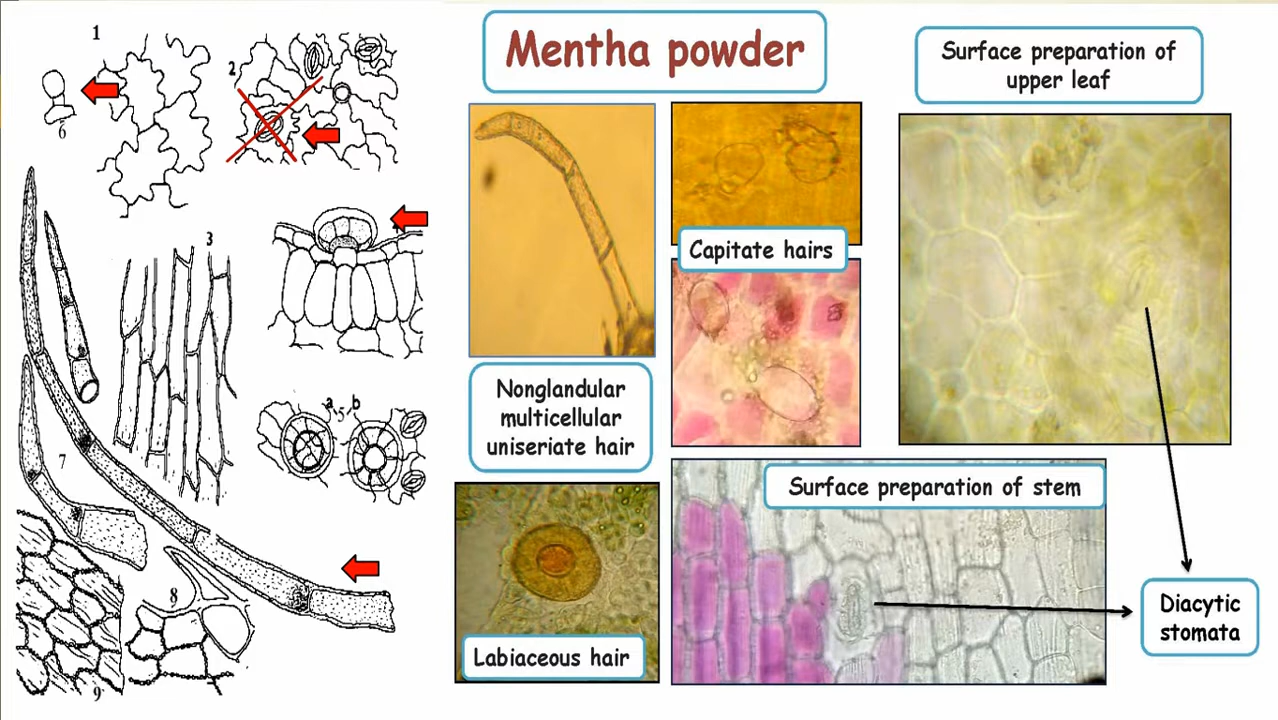 Mentha powder
Surface preparation of
upper leaf
1
2
6
3
Capitate hairs
Nonglandular
multicellular
uniseriate hair
a 5 b
7
Surface preparation of stem
8
Diacytic
stomata
Labiaceous hair
9